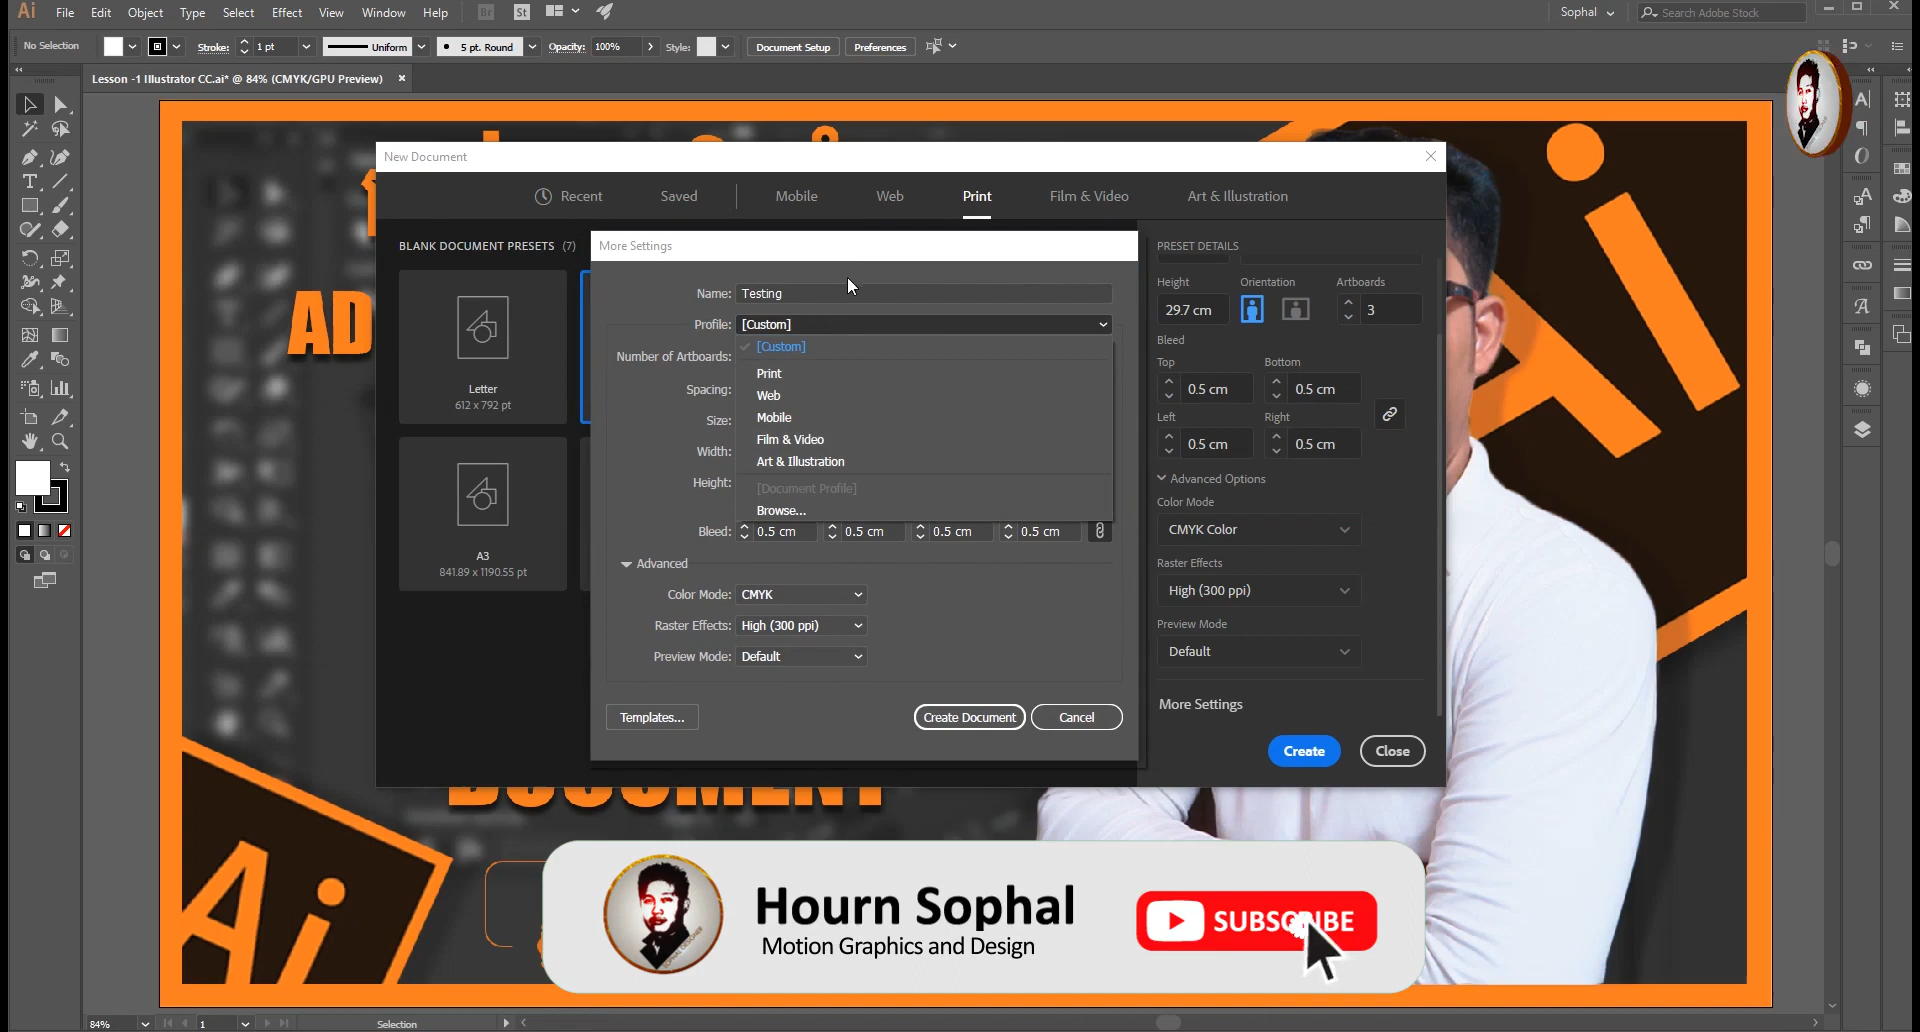 Ai File Edit Object Type Select Effect View Window Help Br St Sophal Search Adobe Stock
No Selection Stroke: 1 pt Uniform 5 pt. Round Opacity: 100% Style: Document Setup Preferences
Lesson -1 Illustrator CC.ai* @ 84% (CMYK/GPU Preview) ×
New Document
Recent Saved Mobile Web Print Film & Video Art & Illustration
BLANK DOCUMENT PRESETS (7)
Letter
612 x 792 pt
A3
841.89 x 1190.55 pt
More Settings
Name: Testing
Profile: [Custom]
[Custom]
Print
Web
Mobile
Film & Video
Art & Illustration
[Document Profile]
Browse...
Number of Artboards:
Spacing:
Size:
Width:
Height:
Bleed: 0.5 cm 0.5 cm 0.5 cm 0.5 cm
Advanced
Color Mode: CMYK
Raster Effects: High (300 ppi)
Preview Mode: Default
Templates... Create Document Cancel
PRESET DETAILS
Height Orientation Artboards
29.7 cm 3
Bleed
Top Bottom
0.5 cm 0.5 cm
Left Right
0.5 cm 0.5 cm
Advanced Options
Color Mode
CMYK Color
Raster Effects
High (300 ppi)
Preview Mode
Default
More Settings
Create Close
AD
DOCUMENT
Ai
Hourn Sophal
Motion Graphics and Design
SUBSCRIBE
84% 1 Selection